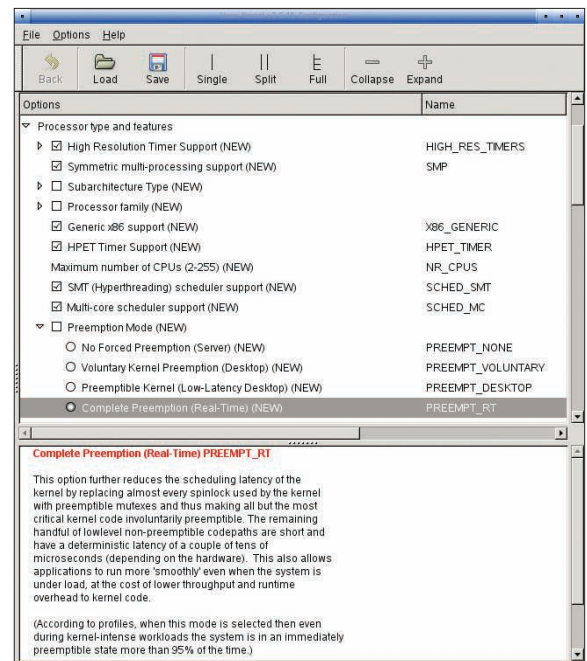 File Options Help
Back Load Save Single Split Full Collapse Expand
Options Name
Processor type and features
High Resolution Timer Support (NEW) HIGH_RES_TIMERS
Symmetric multi-processing support (NEW) SMP
Subarchitecture Type (NEW)
Processor family (NEW)
Generic x86 support (NEW) X86_GENERIC
HPET Timer Support (NEW) HPET_TIMER
Maximum number of CPUs (2-255) (NEW) NR_CPUS
SMT (Hyperthreading) scheduler support (NEW) SCHED_SMT
Multi-core scheduler support (NEW) SCHED_MC
Preemption Mode (NEW)
No Forced Preemption (Server) (NEW) PREEMPT_NONE
Voluntary Kernel Preemption (Desktop) (NEW) PREEMPT_VOLUNTARY
Preemptible Kernel (Low-Latency Desktop) (NEW) PREEMPT_DESKTOP
Complete Preemption (Real-Time) (NEW) PREEMPT_RT
Complete Preemption (Real-Time) PREEMPT_RT
This option further reduces the scheduling latency of the
kernel by replacing almost every spinlock used by the kernel
with preemptible mutexes and thus making all but the most
critical kernel code involuntarily preemptible. The remaining
handful of lowlevel non-preemptible codepaths are short and
have a deterministic latency of a couple of tens of
microseconds (depending on the hardware). This also allows
applications to run more 'smoothly' even when the system is
under load, at the cost of lower throughput and runtime
overhead to kernel code.
(According to profiles, when this mode is selected then even
during kernel-intense workloads the system is in an immediately
preemptible state more than 95% of the time.)